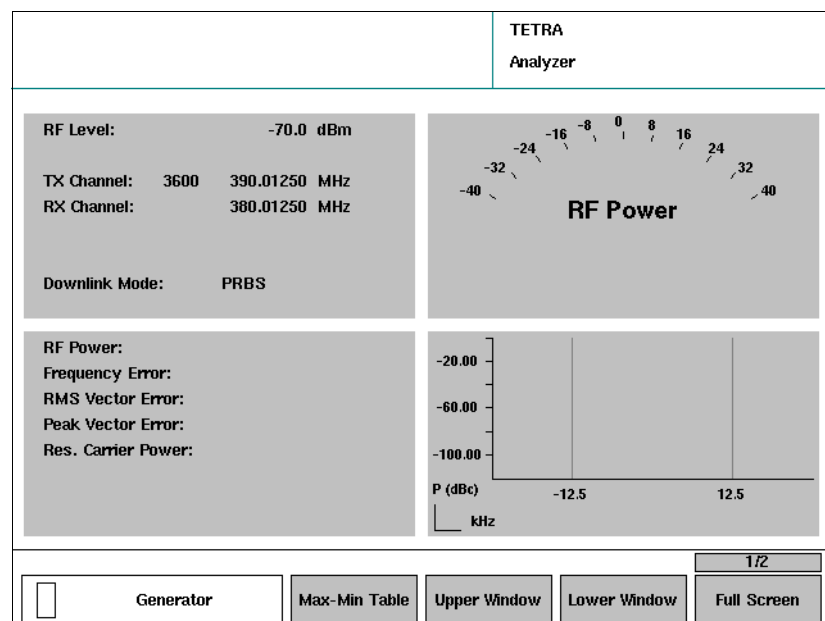 TETRA
Analyzer
RF Level: -70.0 dBm
TX Channel: 3600 390.01250 MHz
RX Channel: 380.01250 MHz
Downlink Mode: PRBS
-40 -32 -24 -16 -8 0 8 16 24 32 40
RF Power
RF Power:
Frequency Error:
RMS Vector Error:
Peak Vector Error:
Res. Carrier Power:
-20.00
-60.00
-100.00
P (dBc)
-12.5 12.5
kHz
1/2
Generator
Max-Min Table
Upper Window
Lower Window
Full Screen